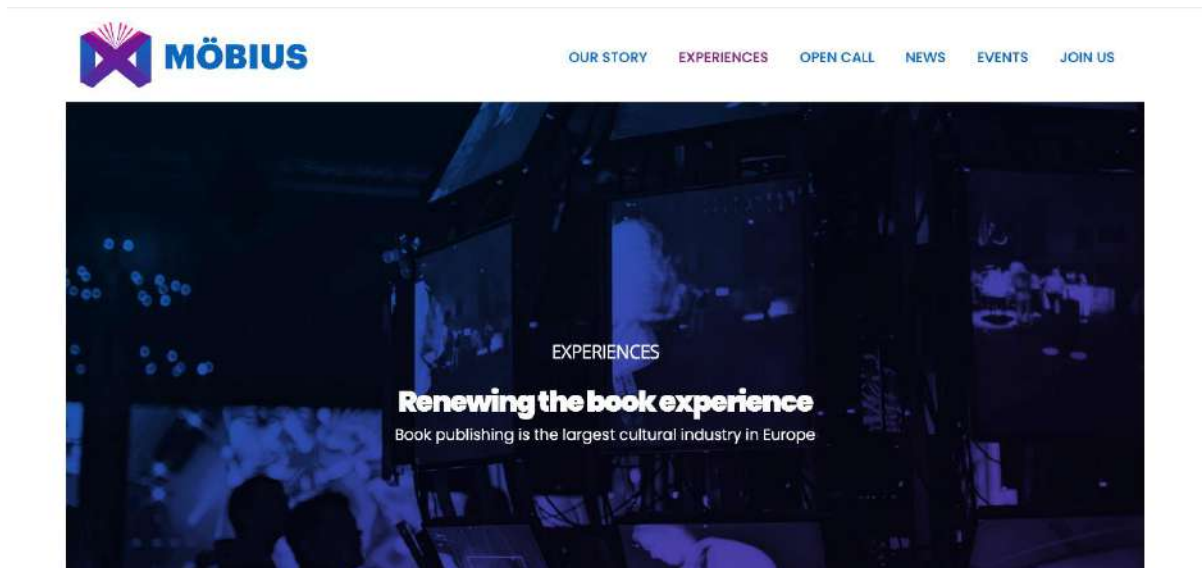 MÖBIUS
OUR STORY EXPERIENCES OPEN CALL NEWS EVENTS JOIN US
EXPERIENCES
Renewing the book experience
Book publishing is the largest cultural industry in Europe